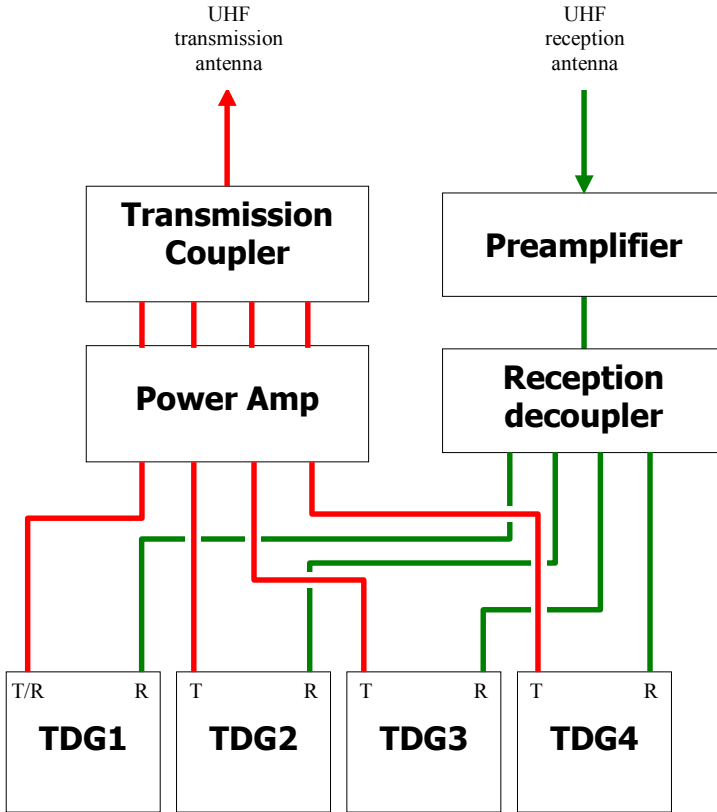 UHF
transmission
antenna
UHF
reception
antenna
Transmission
Coupler
Preamplifier
Power Amp
Reception
decoupler
T/R R
T R
T R
T R
TDG1
TDG2
TDG3
TDG4